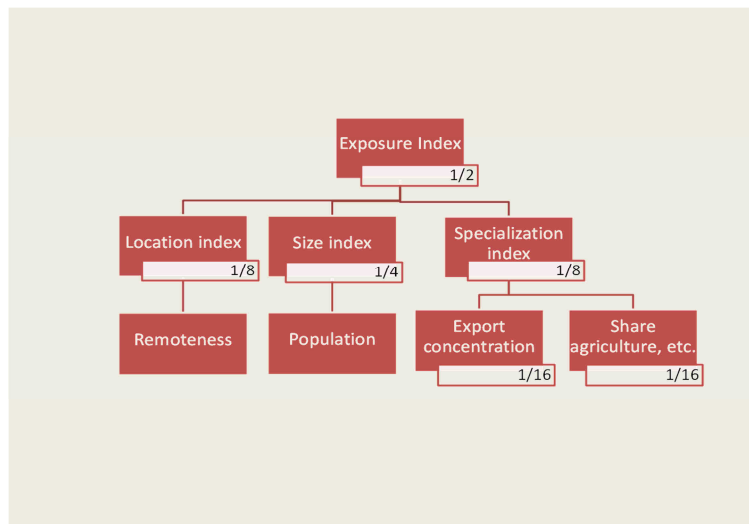 Exposure Index
1/2
Location index
1/8
Size index
1/4
Specialization
index
1/8
Remoteness
Population
Export
concentration
1/16
Share
agriculture, etc.
1/16